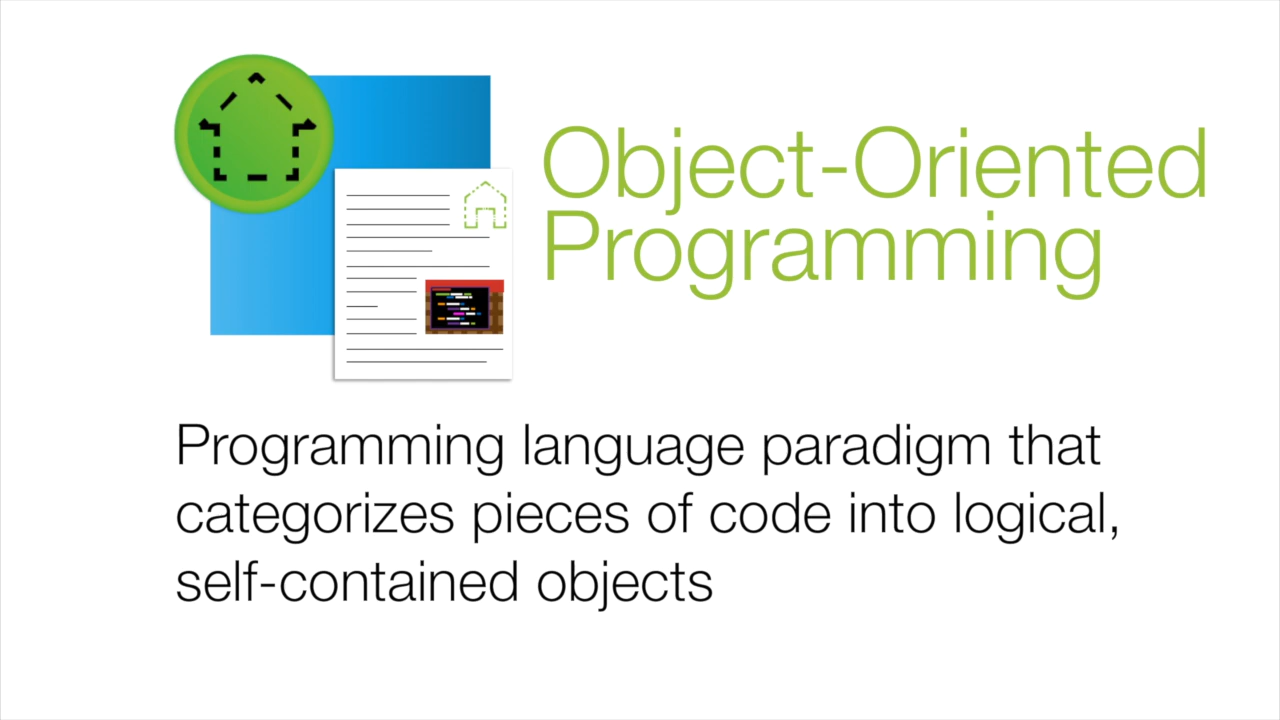 Object-Oriented
Programming
Programming language paradigm that
categorizes pieces of code into logical,
self-contained objects